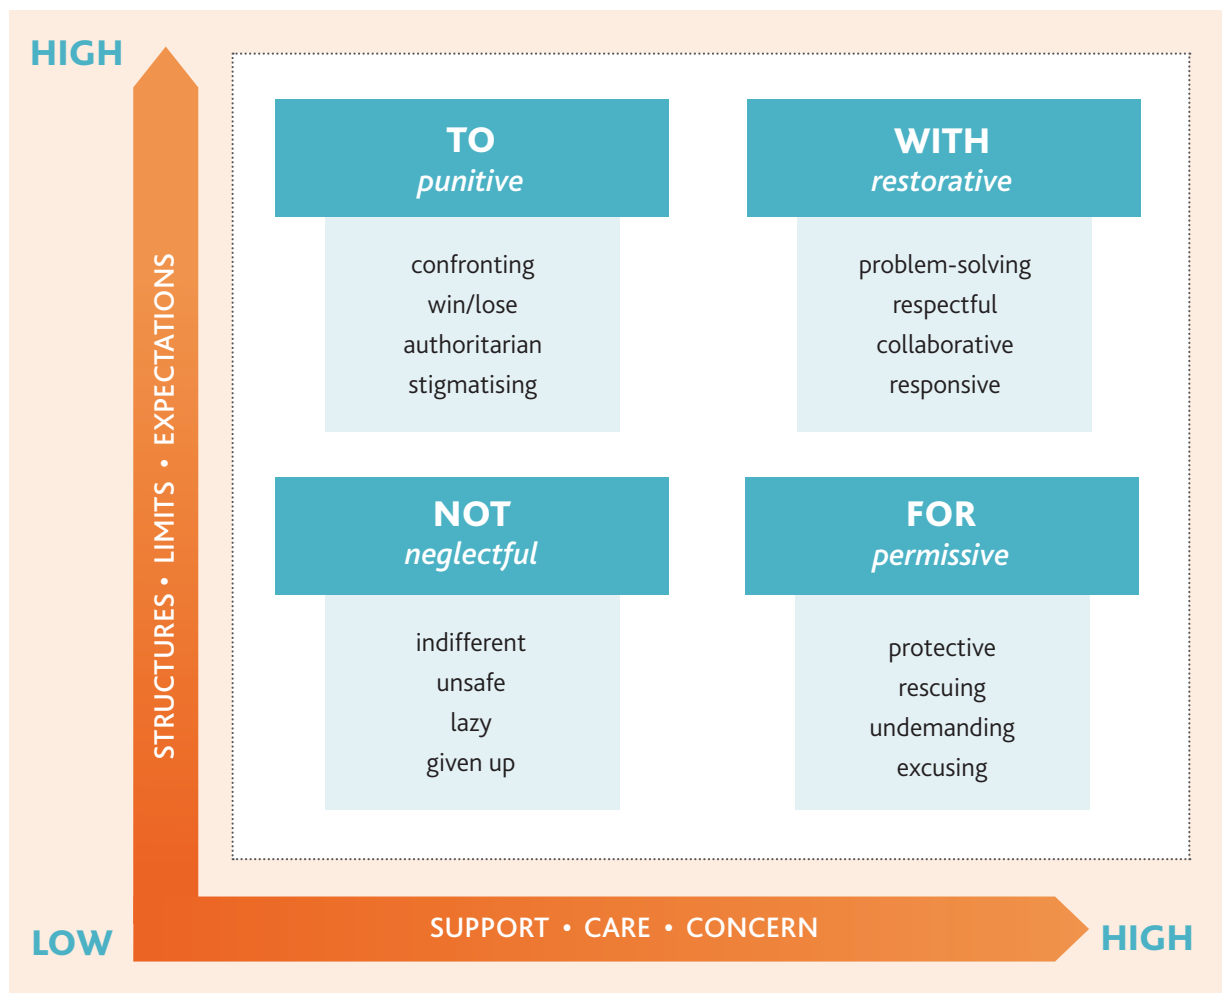 HIGH
STRUCTURES • LIMITS • EXPECTATIONS
TO
punitive
confronting
win/lose
authoritarian
stigmatising
WITH
restorative
problem-solving
respectful
collaborative
responsive
NOT
neglectful
indifferent
unsafe
lazy
given up
FOR
permissive
protective
rescuing
undemanding
excusing
LOW
SUPPORT • CARE • CONCERN
HIGH